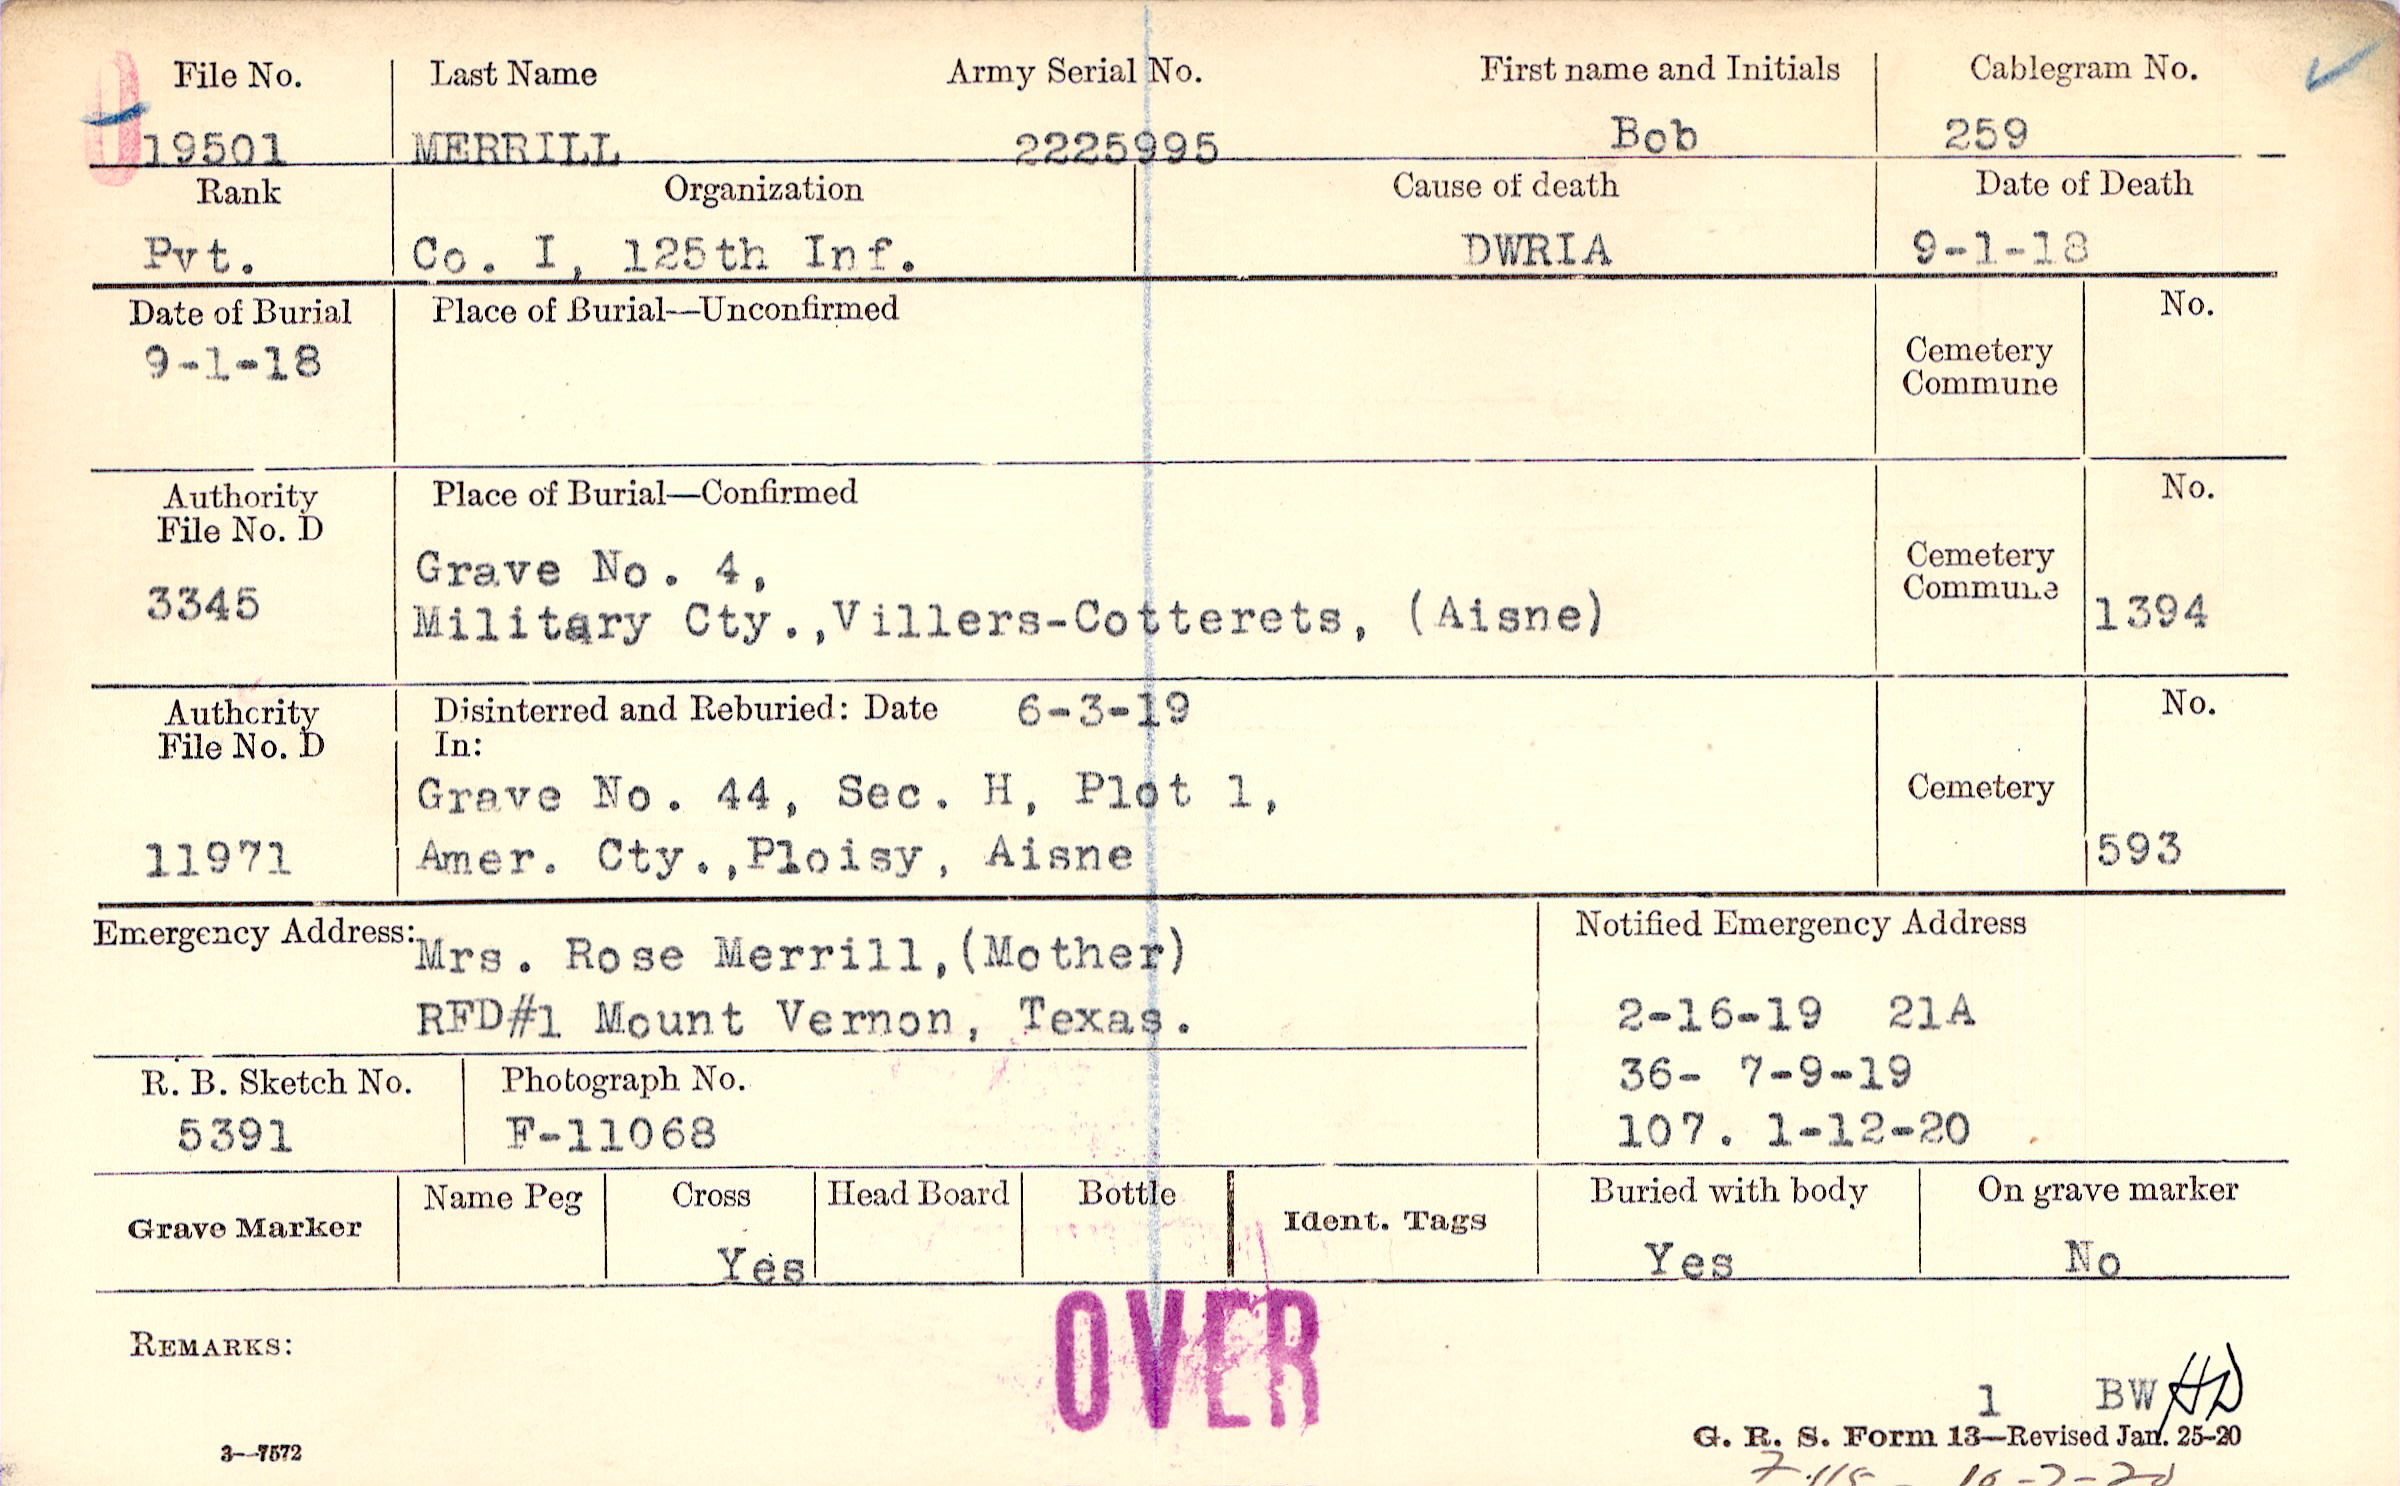 File No. Last Name Army Serial No. First name and Initials Cablegram No.
19501 MERRILL 2225995 Bob 259
Rank Organization Cause of death Date of Death
Pvt. Co. I, 125th Inf. DWRIA 9-1-18
Date of Burial Place of Burial—Unconfirmed No.
9-1-18 Cemetery
Commune
Authority Place of Burial—Confirmed No.
File No. D
Grave No. 4, Cemetery
Commune
3345 Military Cty.,Villers-Cotterets, (Aisne) 1394
Authority Disinterred and Reburied: Date 6-3-19 No.
File No. D In:
Grave No. 44, Sec. H, Plot 1, Cemetery
11971 Amer. Cty.,Ploisy, Aisne 593
Emergency Address: Notified Emergency Address
Mrs. Rose Merrill,(Mother)
RFD#1 Mount Vernon, Texas. 2-16-19 21A
R. B. Sketch No. Photograph No. 36- 7-9-19
5391 F-11068 107. 1-12-20
Grave Marker Name Peg Cross Head Board Bottle Ident. Tags Buried with body On grave marker
Yes Yes No
OVER
REMARKS:
1 BW HD
G. R. S. Form 13—Revised Jan. 25-20
3—7572